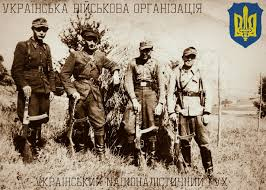 УКРАЇНСЬКА ВІЙСЬКОВА ОРГАНІЗАЦІЯ
УКРАЇНСЬКИЙ НАЦІОНАЛІСТИЧНИЙ РУХ